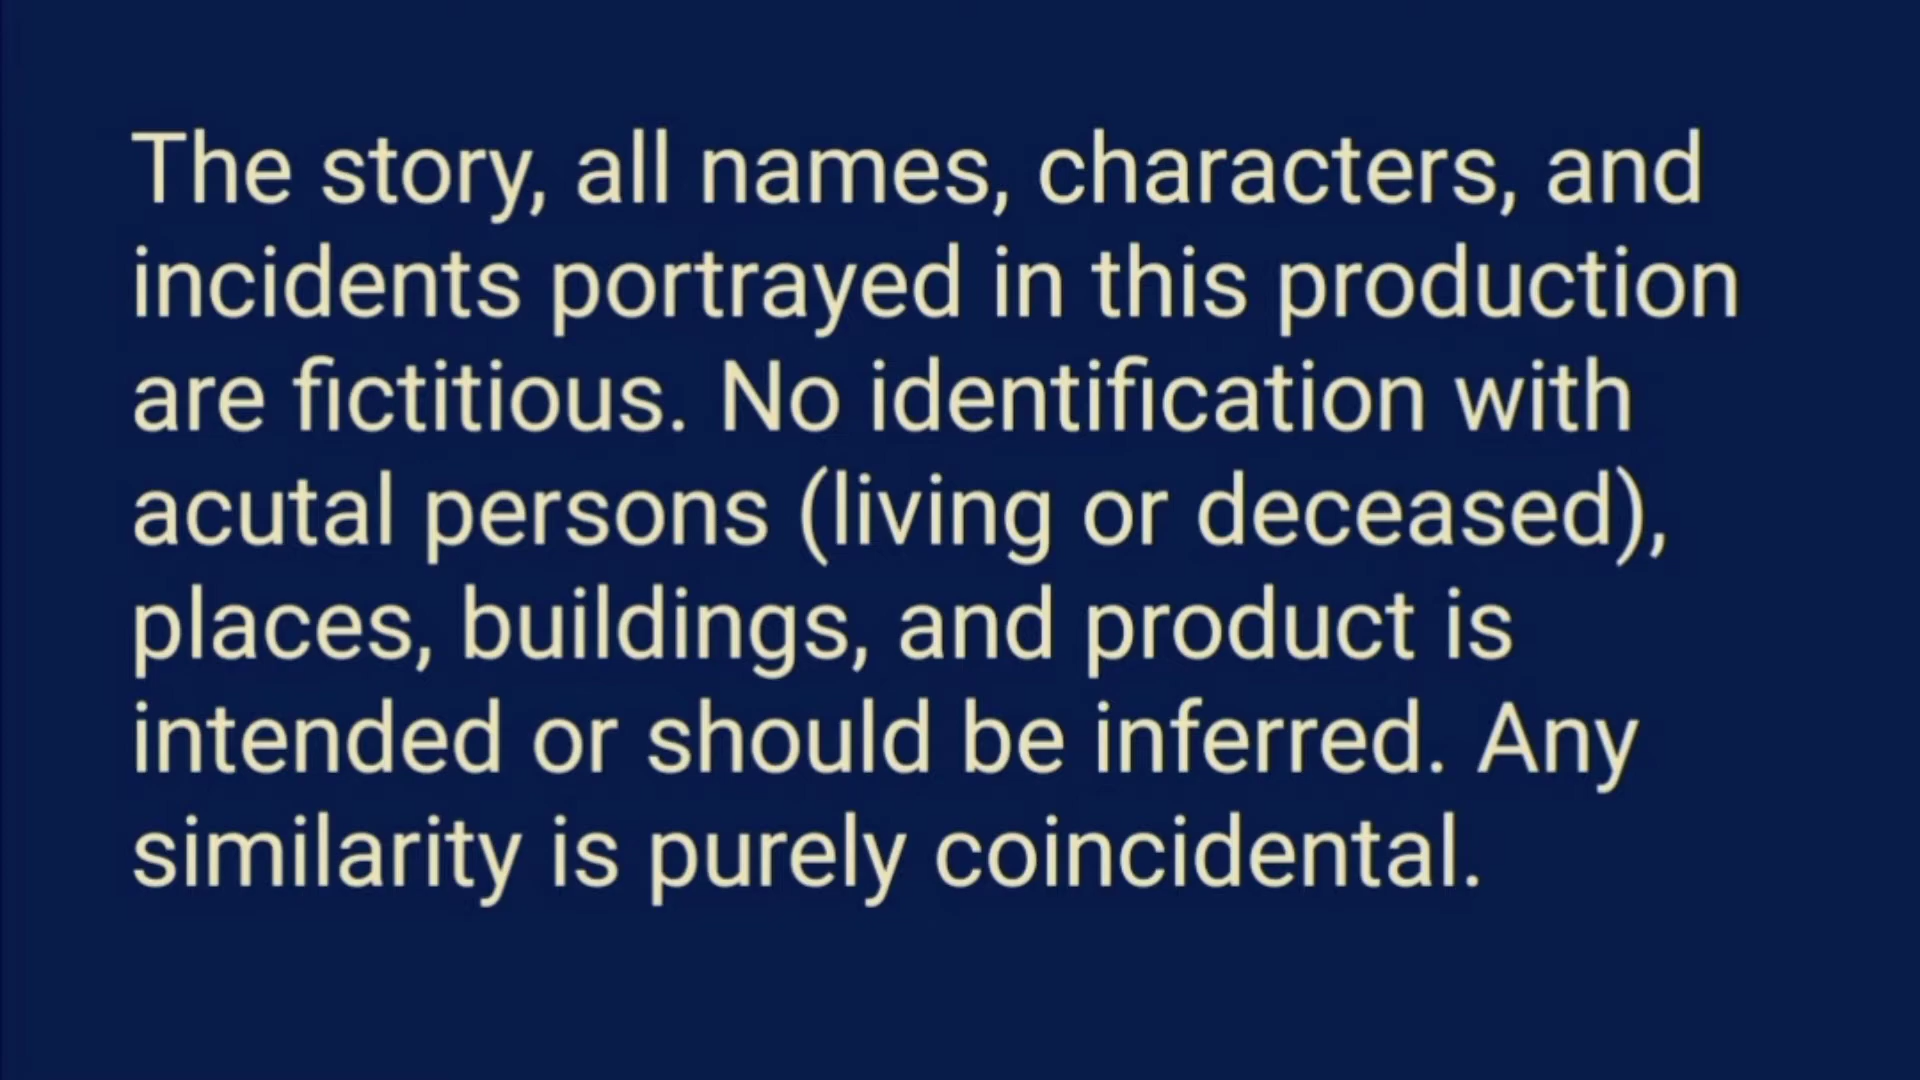 The story, all names, characters, and
incidents portrayed in this production
are fictitious. No identification with
acutal persons (living or deceased),
places, buildings, and product is
intended or should be inferred. Any
similarity is purely coincidental.